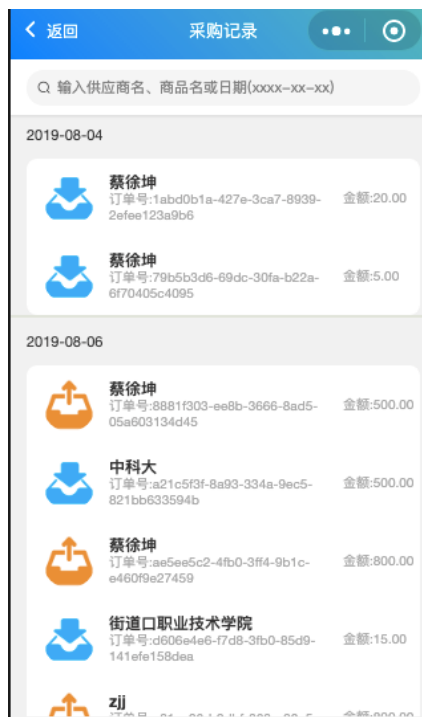 返回
采购记录
输入供应商名、商品名或日期(xxxx-xx-xx)
2019-08-04
蔡徐坤
订单号:1abd0b1a-427e-3ca7-8939-
2efee123a9b6
金额:20.00
蔡徐坤
订单号:79b5b3d6-69dc-30fa-b22a-
6f70405c4095
金额:5.00
2019-08-06
蔡徐坤
订单号:8881f303-ee8b-3666-8ad5-
05a603134d45
金额:500.00
中科大
订单号:a21c5f3f-8a93-334a-9ec5-
821bb633594b
金额:500.00
蔡徐坤
订单号:ae5ee5c2-4fb0-3ff4-9b1c-
e460f9e27459
金额:800.00
街道口职业技术学院
订单号:d606e4e6-f7d8-3fb0-85d9-
141efe158dea
金额:15.00
zjj